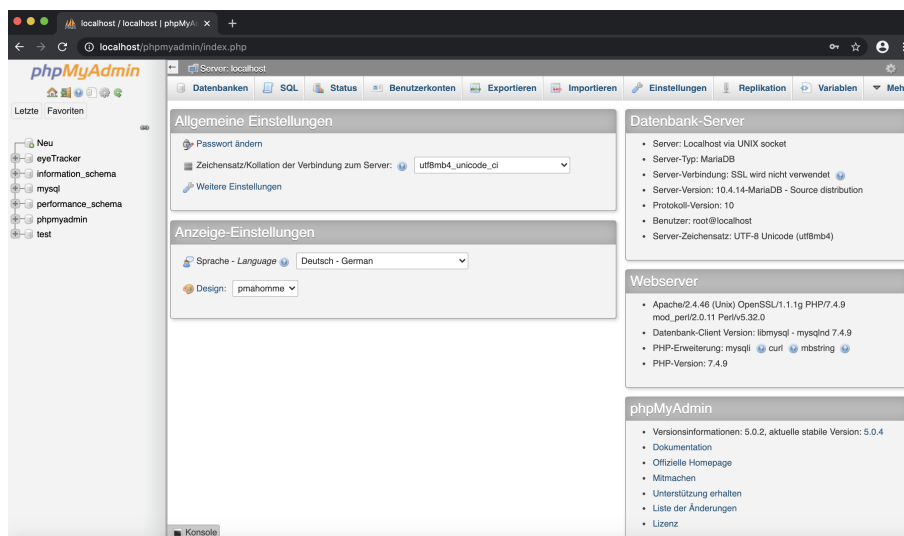 localhost / localhost | phpMyA
localhost/phpmyadmin/index.php
phpMyAdmin
Letzte Favoriten
Neu
eyeTracker
information_schema
mysql
performance_schema
phpmyadmin
test
Server: localhost
Datenbanken SQL Status Benutzerkonten Exportieren Importieren Einstellungen Replikation Variablen Meh
Allgemeine Einstellungen
Passwort ändern
Zeichensatz/Kollation der Verbindung zum Server: utf8mb4_unicode_ci
Weitere Einstellungen
Anzeige-Einstellungen
Sprache - Language Deutsch - German
Design: pmahomme
Datenbank-Server
Server: Localhost via UNIX socket
Server-Typ: MariaDB
Server-Verbindung: SSL wird nicht verwendet
Server-Version: 10.4.14-MariaDB - Source distribution
Protokoll-Version: 10
Benutzer: root@localhost
Server-Zeichensatz: UTF-8 Unicode (utf8mb4)
Webserver
Apache/2.4.46 (Unix) OpenSSL/1.1.1g PHP/7.4.9
mod_perl/2.0.11 Perl/v5.32.0
Datenbank-Client Version: libmysql - mysqlnd 7.4.9
PHP-Erweiterung: mysqli curl mbstring
PHP-Version: 7.4.9
phpMyAdmin
Versionsinformationen: 5.0.2, aktuelle stabile Version: 5.0.4
Dokumentation
Offizielle Homepage
Mitmachen
Unterstützung erhalten
Liste der Änderungen
Lizenz
Konsole